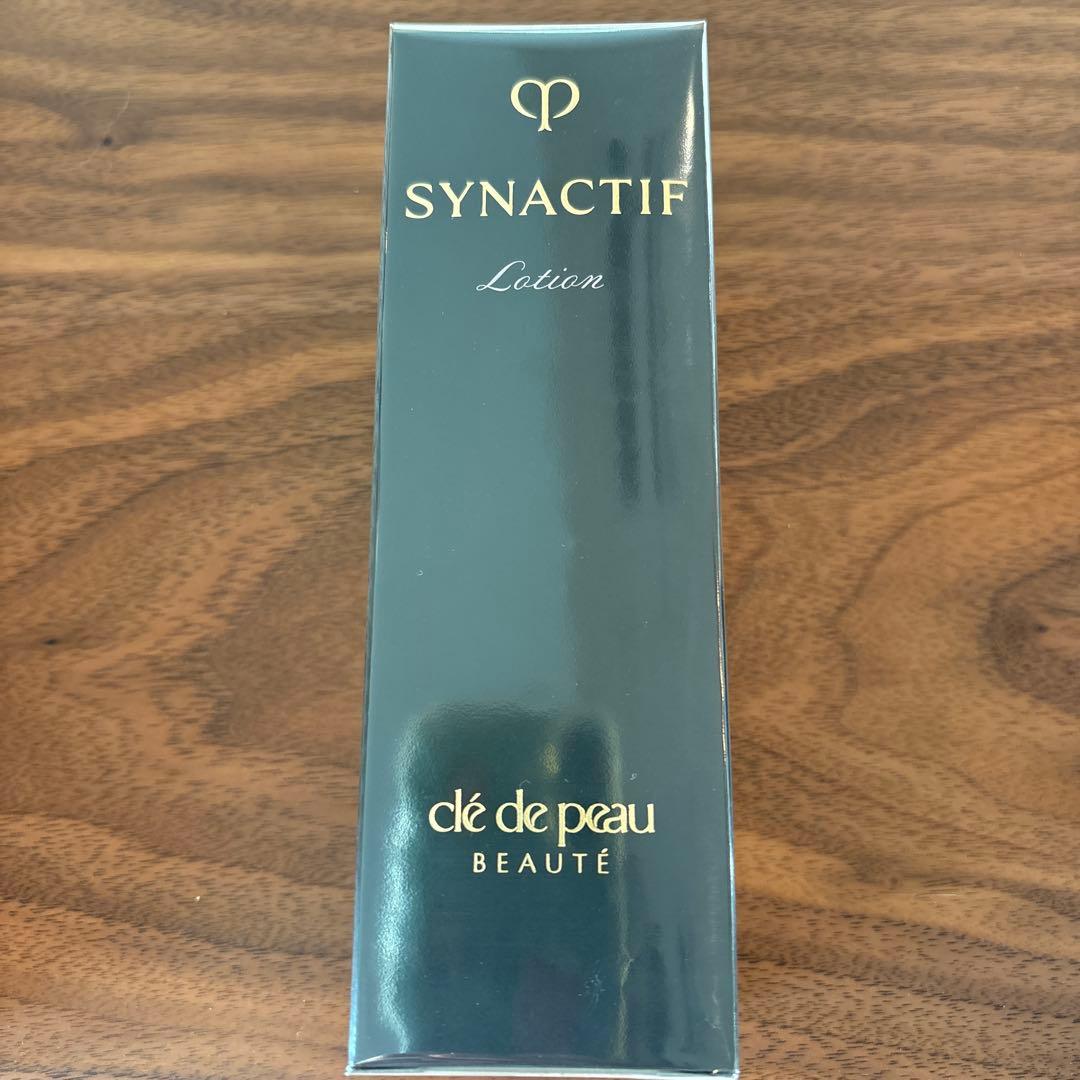 SYNACTIF
Lotion
clé de peau
BEAUTÉ